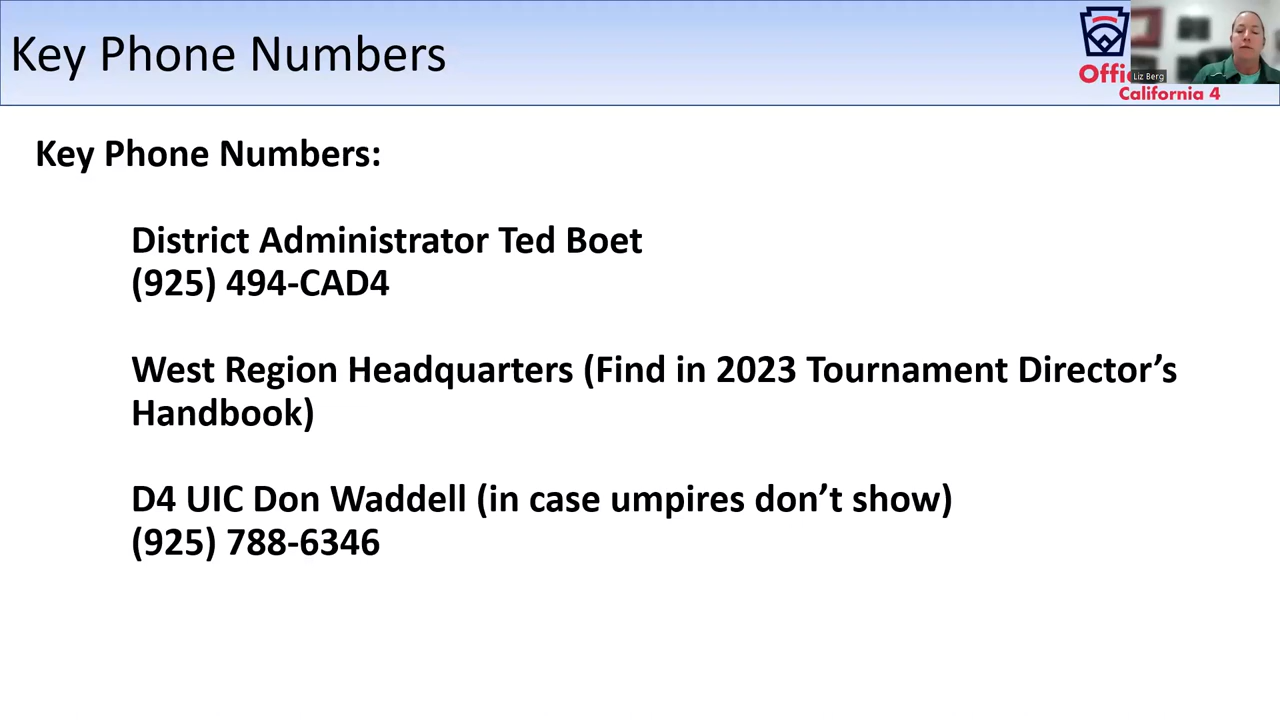 Key Phone Numbers
Offi
Liz Berg
California 4
Key Phone Numbers:
District Administrator Ted Boet
(925) 494-CAD4
West Region Headquarters (Find in 2023 Tournament Director’s
Handbook)
D4 UIC Don Waddell (in case umpires don’t show)
(925) 788-6346